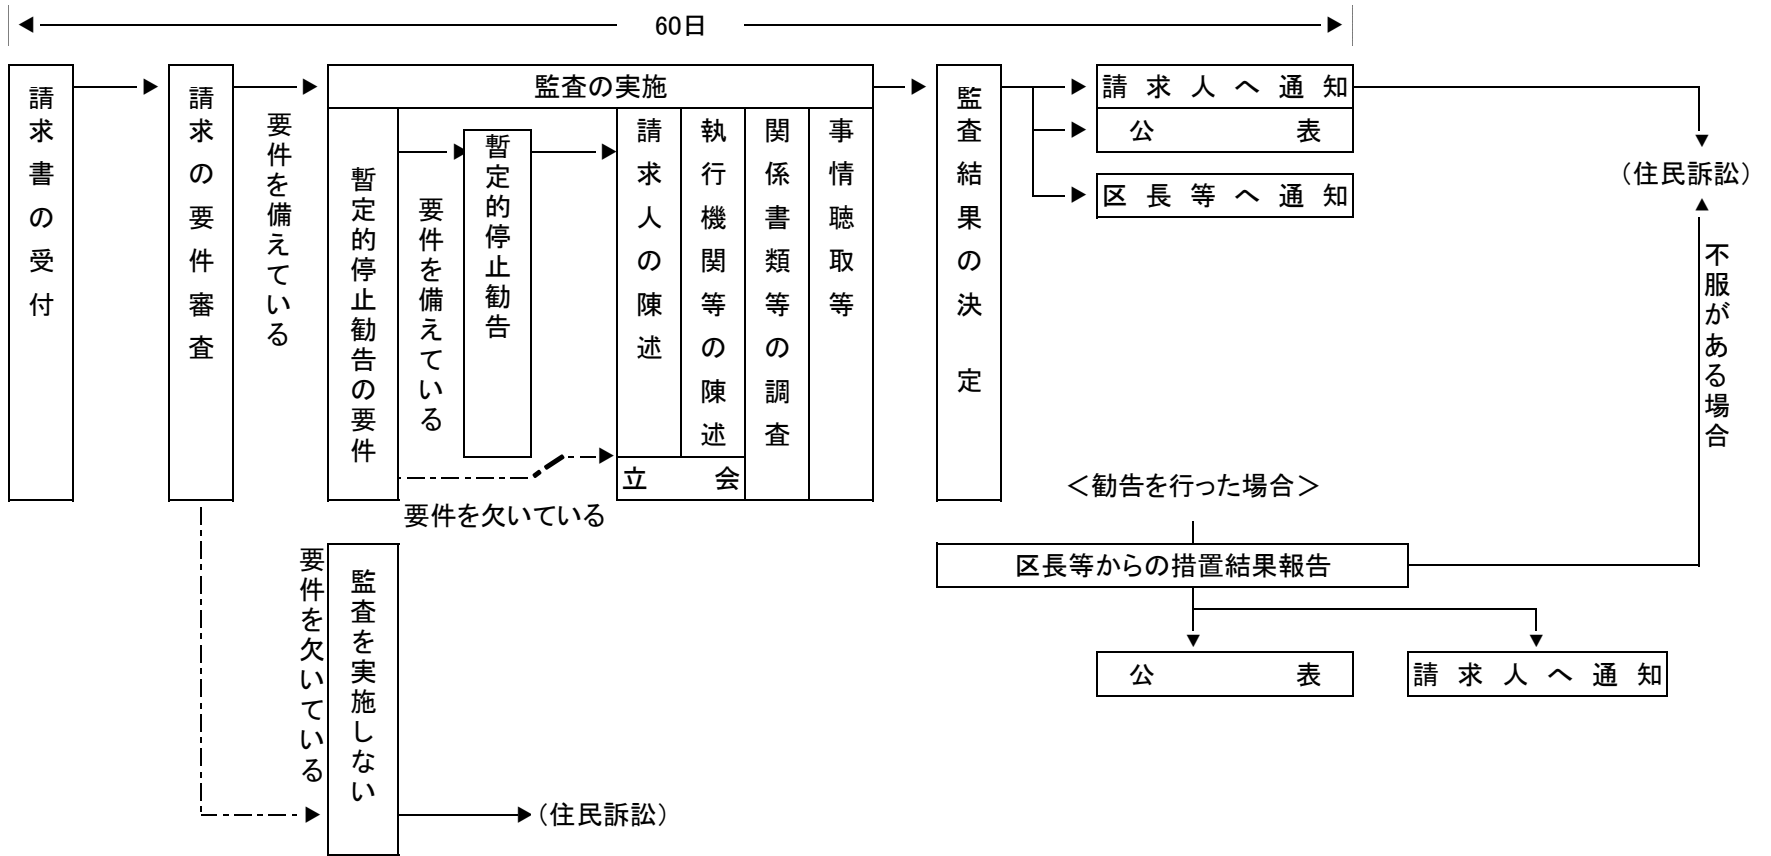 60日
請求書の受付
請求の要件審査
要件を備えている
監査の実施
暫定的停止勧告の要件
要件を備えている
暫定的停止勧告
請求人の陳述
執行機関等の陳述
立会
関係書類等の調査
事情聴取等
要件を欠いている
監査結果の決定
請求人へ通知
公表
区長等へ通知
（住民訴訟）
不服がある場合
＜勧告を行った場合＞
区長等からの措置結果報告
公表
請求人へ通知
要件を欠いている
監査を実施しない
（住民訴訟）